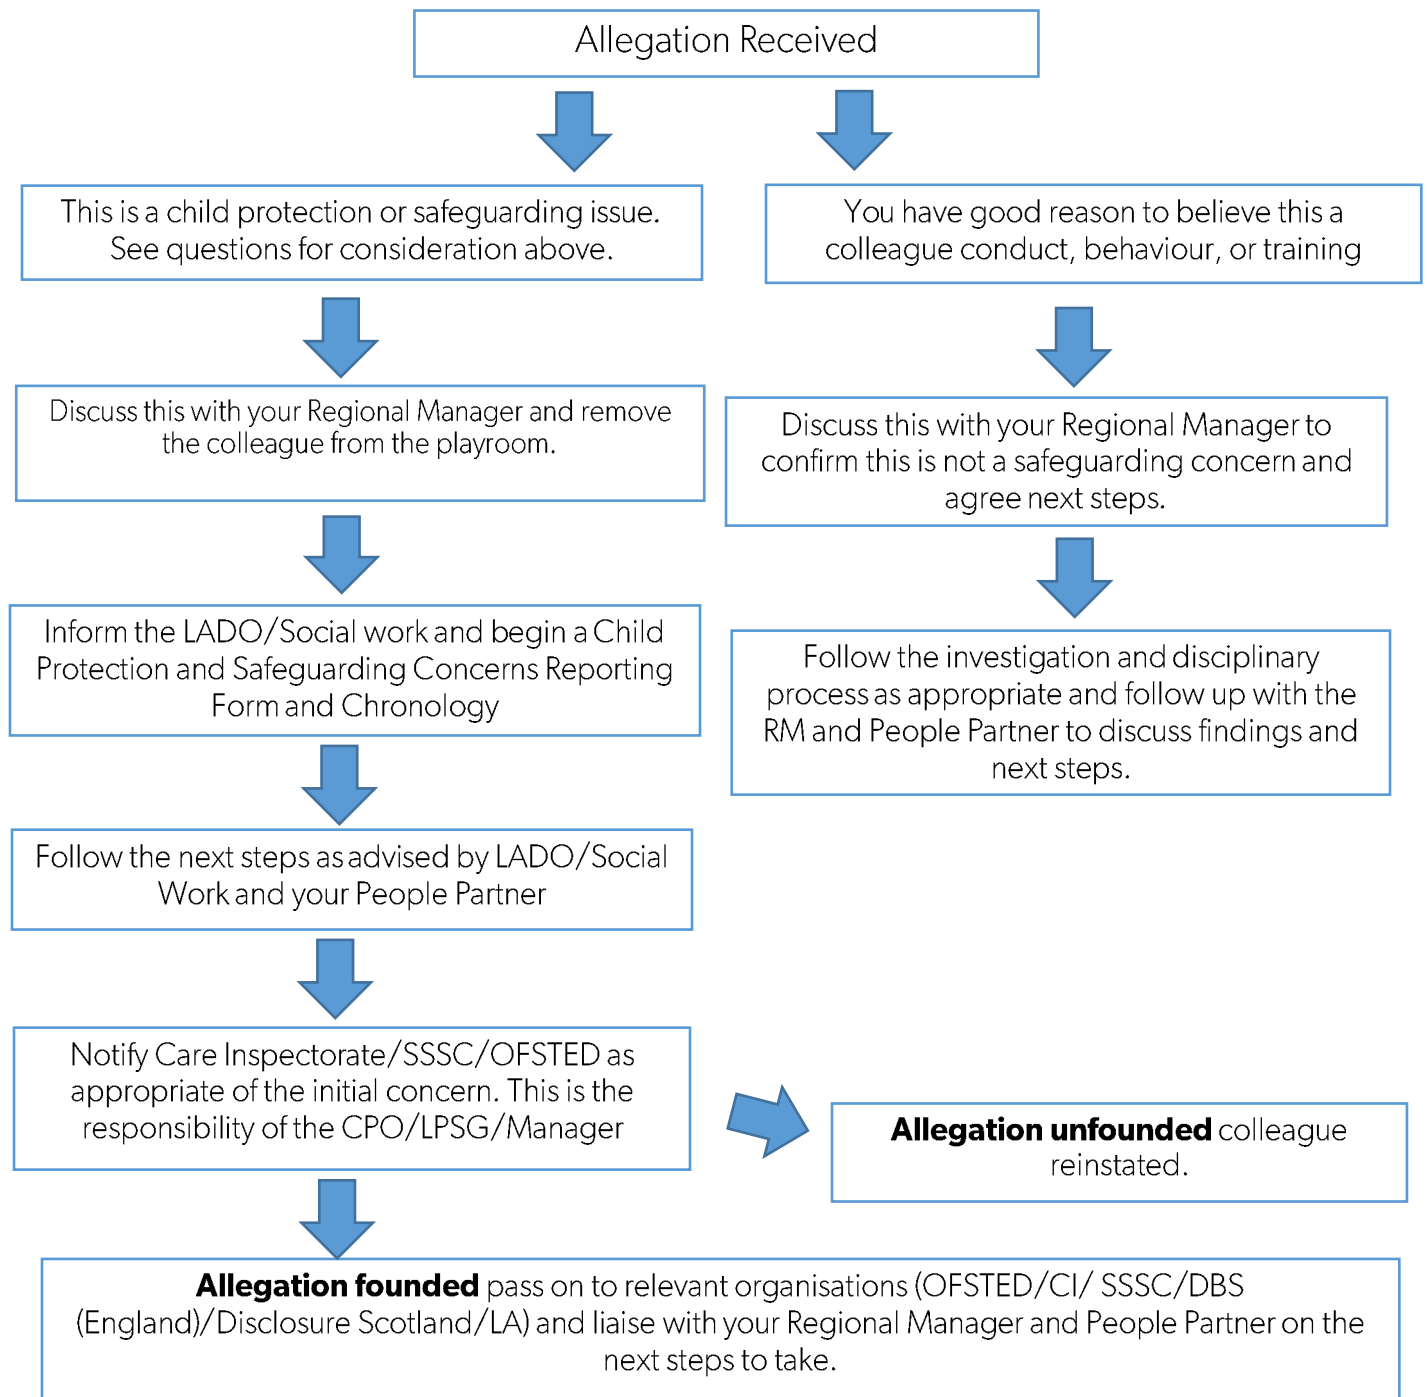 Allegation Received
This is a child protection or safeguarding issue.
See questions for consideration above.
You have good reason to believe this a
colleague conduct, behaviour, or training
Discuss this with your Regional Manager and remove
the colleague from the playroom.
Discuss this with your Regional Manager to
confirm this is not a safeguarding concern and
agree next steps.
Inform the LADO/Social work and begin a Child
Protection and Safeguarding Concerns Reporting
Form and Chronology
Follow the investigation and disciplinary
process as appropriate and follow up with the
RM and People Partner to discuss findings and
next steps.
Follow the next steps as advised by LADO/Social
Work and your People Partner
Notify Care Inspectorate/SSSC/OFSTED as
appropriate of the initial concern. This is the
responsibility of the CPO/LPSG/Manager
Allegation unfounded colleague
reinstated.
Allegation founded pass on to relevant organisations (OFSTED/CI/ SSSC/DBS
(England)/Disclosure Scotland/LA) and liaise with your Regional Manager and People Partner on the
next steps to take.